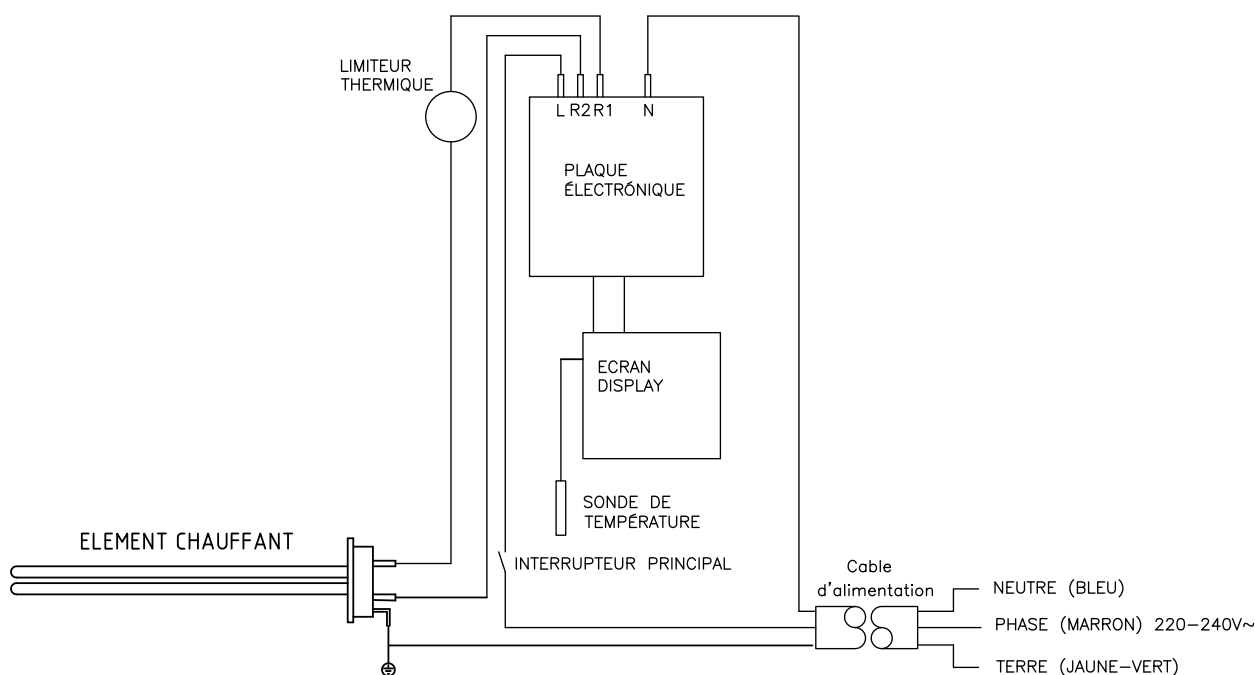 LIMITEUR
THERMIQUE
L R2 R1 N
PLAQUE
ÉLECTRÓNIQUE
ECRAN
DISPLAY
SONDE DE
TEMPÉRATURE
ELEMENT CHAUFFANT
INTERRUPTEUR PRINCIPAL
Cable
d'alimentation
NEUTRE (BLEU)
PHASE (MARRON) 220-240V~
TERRE (JAUNE-VERT)